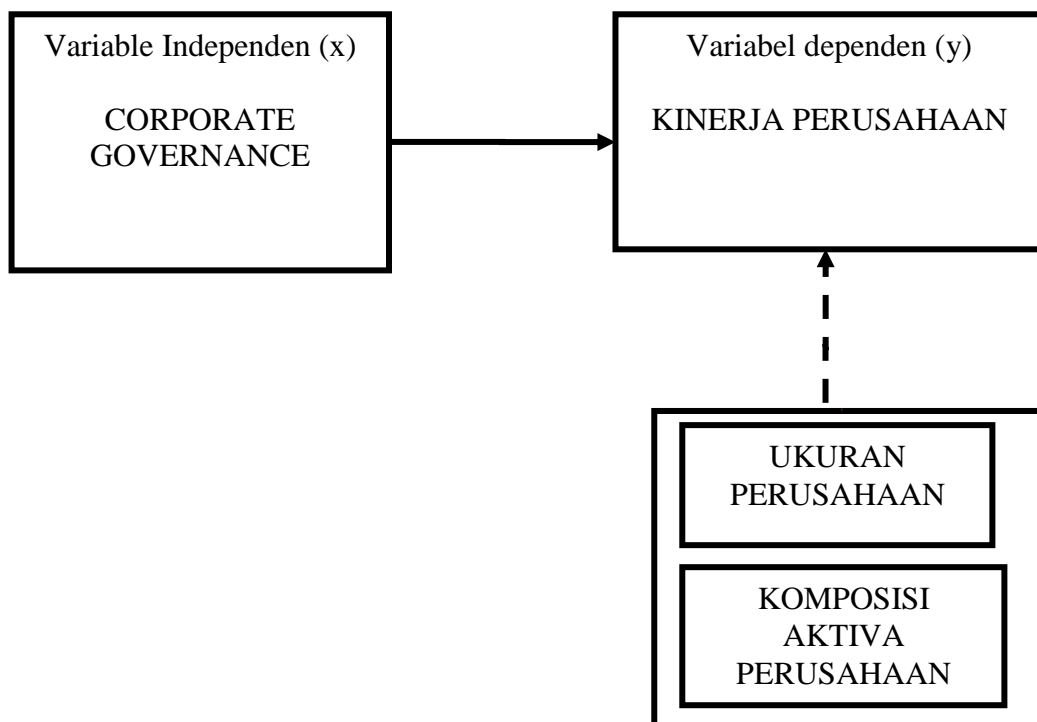 Variable Independen (x)
CORPORATE
GOVERNANCE
Variabel dependen (y)
KINERJA PERUSAHAAN
UKURAN
PERUSAHAAN
KOMPOSISI
AKTIVA
PERUSAHAAN